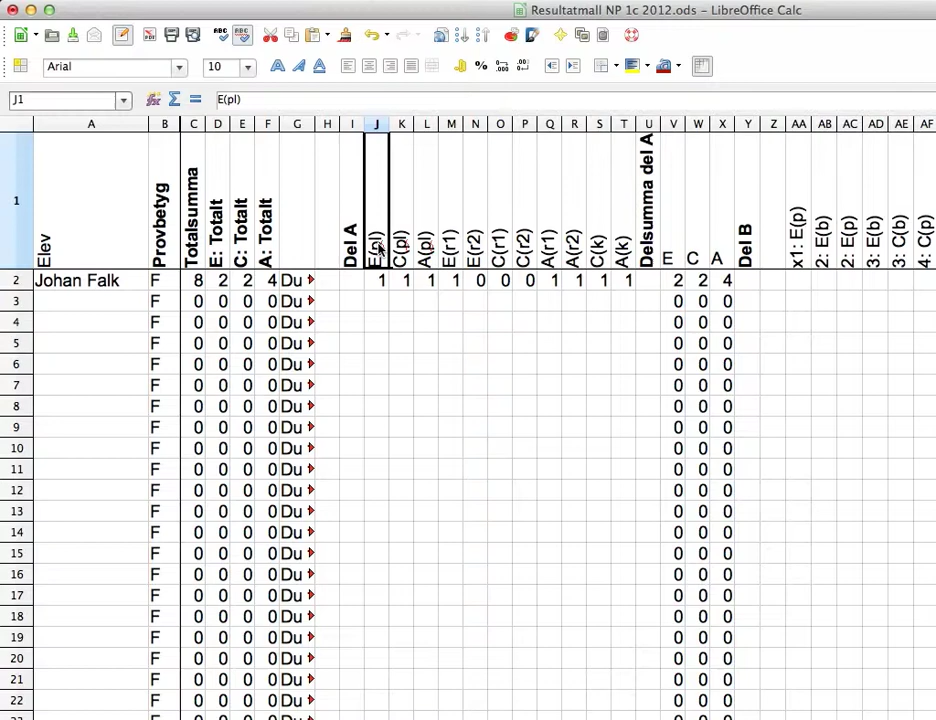 Resultatmall NP 1c 2012.ods - LibreOffice Calc
Arial 10
J1 E(pl)
A B C D E F G H I J K L M N O P Q R S T U V W X Y Z AA AB AC AD AE AF
1 Elev Provbetyg Totalsumma E: Totalt C: Totalt A: Totalt Del A E(pl) C(pl) A(pl) E(r1) E(r2) C(r1) C(r2) A(r1) A(r2) C(k) A(k) Delsumma del A E C A Del B x1: E(p) 2: E(b) 2: E(p) 3: E(b) 3: C(b) 4: C(p)
2 Johan Falk F 8 2 2 4 Du 1 1 1 1 0 0 0 1 1 1 1 2 2 4
3 F 0 0 0 0 Du 0 0 0
4 F 0 0 0 0 Du 0 0 0
5 F 0 0 0 0 Du 0 0 0
6 F 0 0 0 0 Du 0 0 0
7 F 0 0 0 0 Du 0 0 0
8 F 0 0 0 0 Du 0 0 0
9 F 0 0 0 0 Du 0 0 0
10 F 0 0 0 0 Du 0 0 0
11 F 0 0 0 0 Du 0 0 0
12 F 0 0 0 0 Du 0 0 0
13 F 0 0 0 0 Du 0 0 0
14 F 0 0 0 0 Du 0 0 0
15 F 0 0 0 0 Du 0 0 0
16 F 0 0 0 0 Du 0 0 0
17 F 0 0 0 0 Du 0 0 0
18 F 0 0 0 0 Du 0 0 0
19 F 0 0 0 0 Du 0 0 0
20 F 0 0 0 0 Du 0 0 0
21 F 0 0 0 0 Du 0 0 0
22 F 0 0 0 0 Du 0 0 0